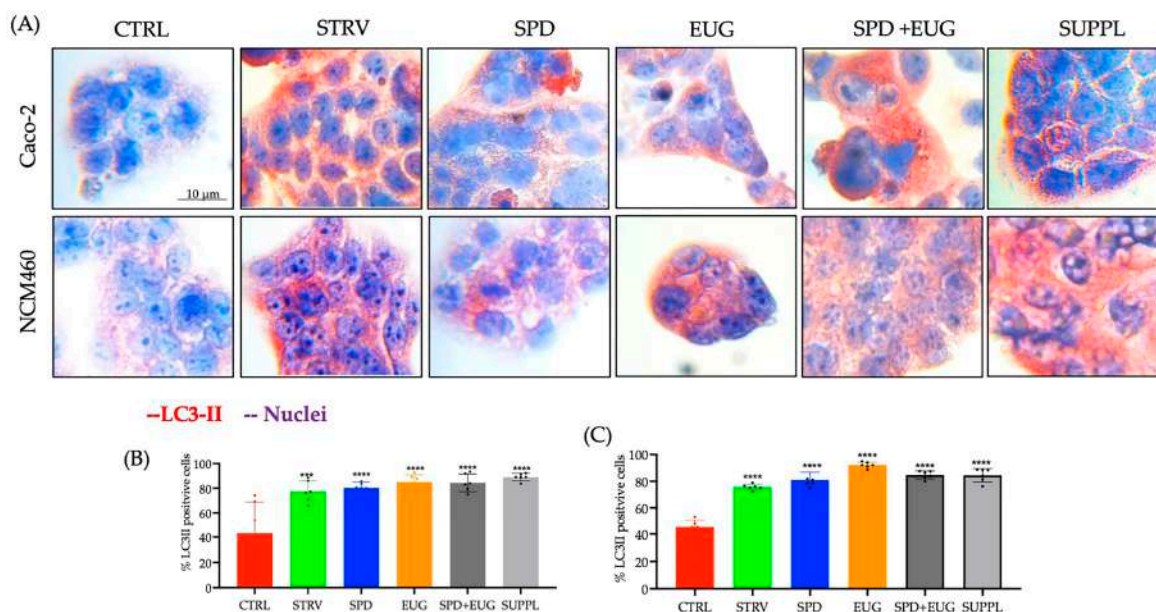 (A)
CTRL STRV SPD EUG SPD +EUG SUPPL
Caco-2
10 µm
NCM460
--LC3-II -- Nuclei
(B)
% LC3II positvive cells
100
80
60
40
20
0
*** **** **** **** ****
CTRL STRV SPD EUG SPD+EUG SUPPL
(C)
% LC3II positvive cells
100
80
60
40
20
0
**** **** **** **** ****
CTRL STRV SPD EUG SPD+EUG SUPPL